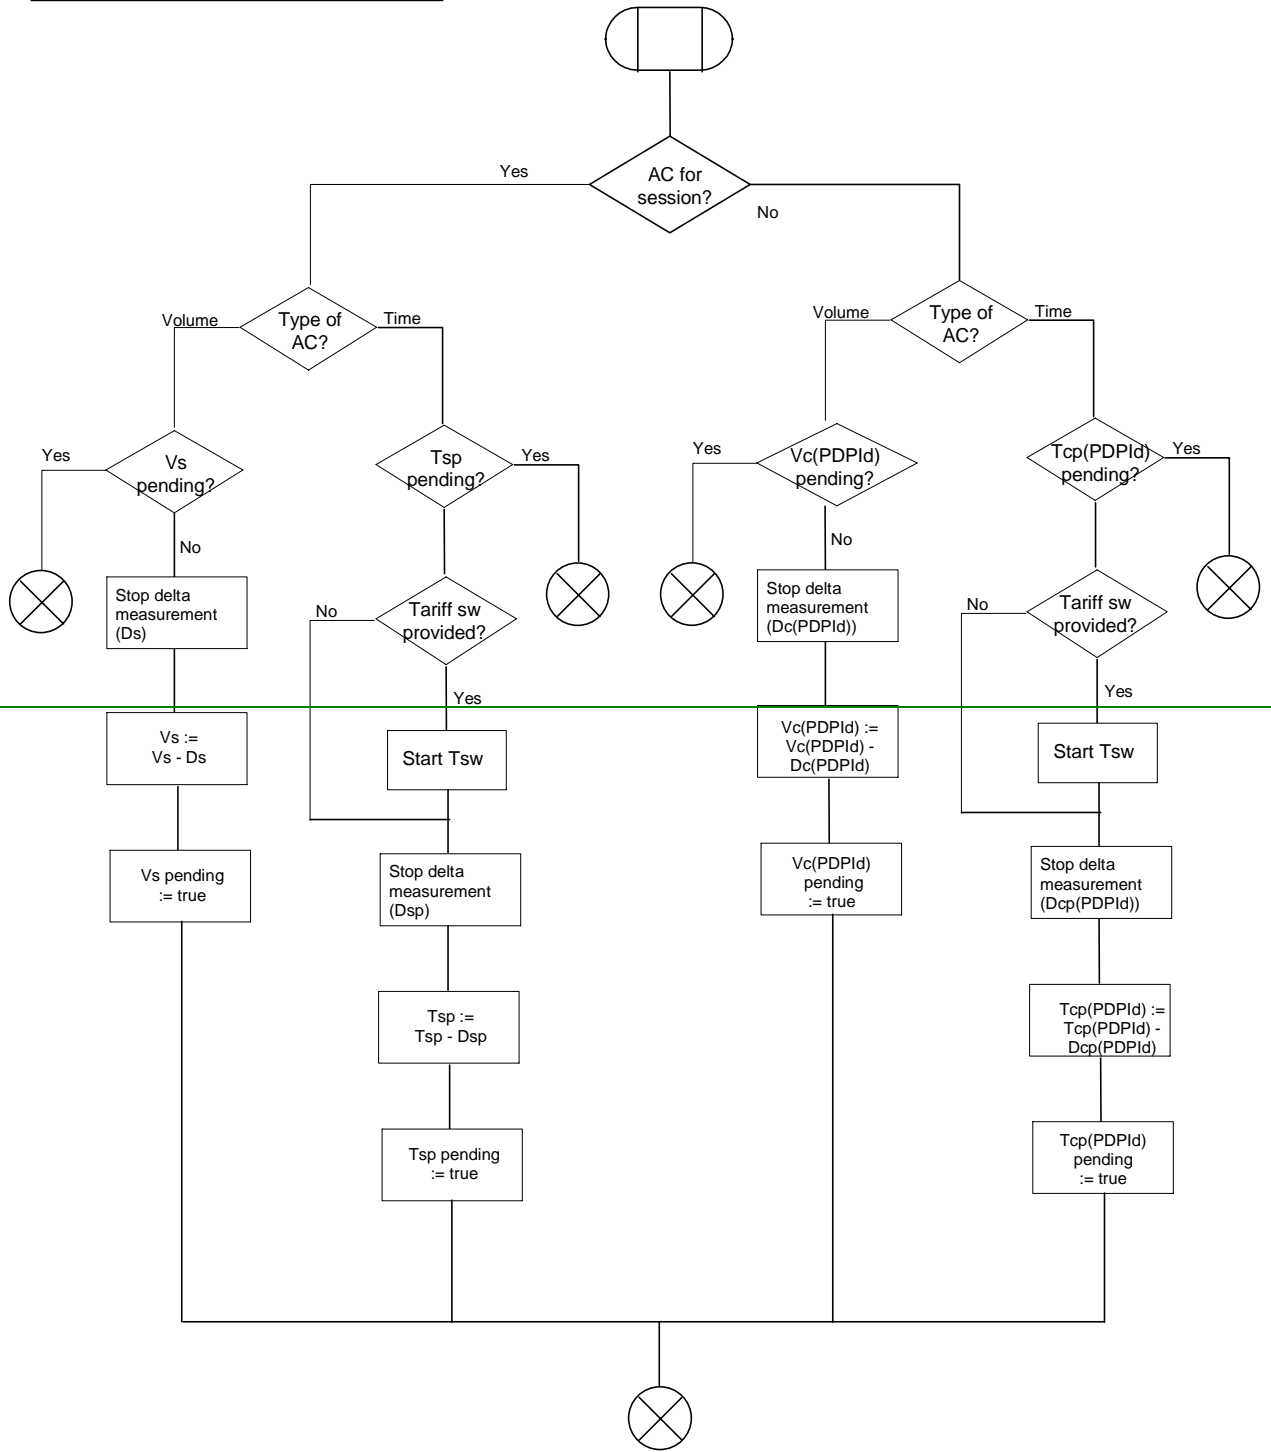 Yes
AC for
session?
No
Volume
Type of
AC?
Time
Volume
Type of
AC?
Time
Yes
Vs
pending?
No
Tsp
pending?
Yes
Yes
Vc(PDPId)
pending?
No
Tcp(PDPId)
pending?
Yes
Stop delta
measurement
(Ds)
No
Tariff sw
provided?
Yes
Stop delta
measurement
(Dc(PDPId))
No
Tariff sw
provided?
Yes
Vs :=
Vs - Ds
Start Tsw
Vc(PDPId) :=
Vc(PDPId) -
Dc(PDPId)
Start Tsw
Vs pending
:= true
Stop delta
measurement
(Dsp)
Vc(PDPId)
pending
:= true
Stop delta
measurement
(Dcp(PDPId))
Tsp :=
Tsp - Dsp
Tcp(PDPId) :=
Tcp(PDPId) -
Dcp(PDPId)
Tsp pending
:= true
Tcp(PDPId)
pending
:= true